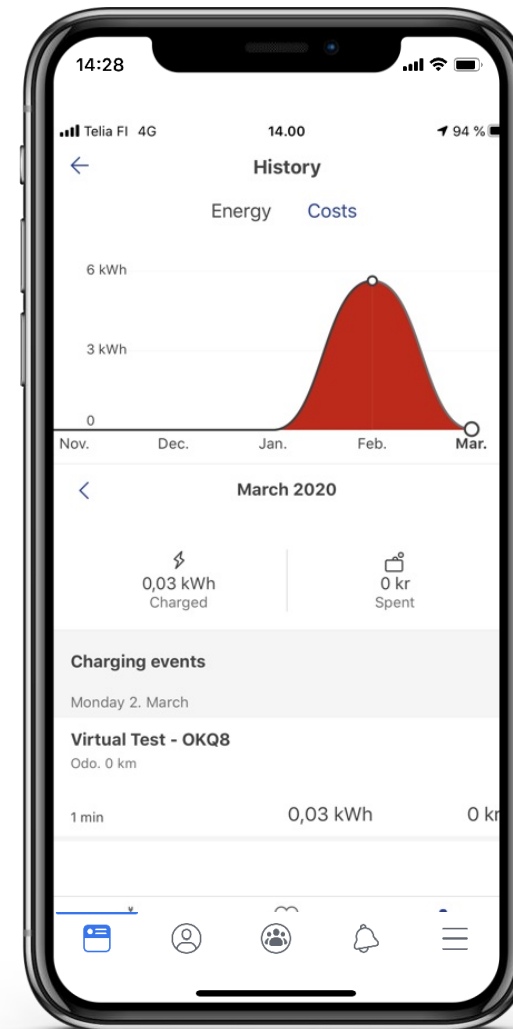 14:28
Telia FI 4G 14.00 94 %
History
Energy Costs
6 kWh
3 kWh
0
Nov. Dec. Jan. Feb. Mar.
March 2020
0,03 kWh 0 kr
Charged Spent
Charging events
Monday 2. March
Virtual Test - OKQ8
Odo. 0 km
1 min 0,03 kWh 0 kr